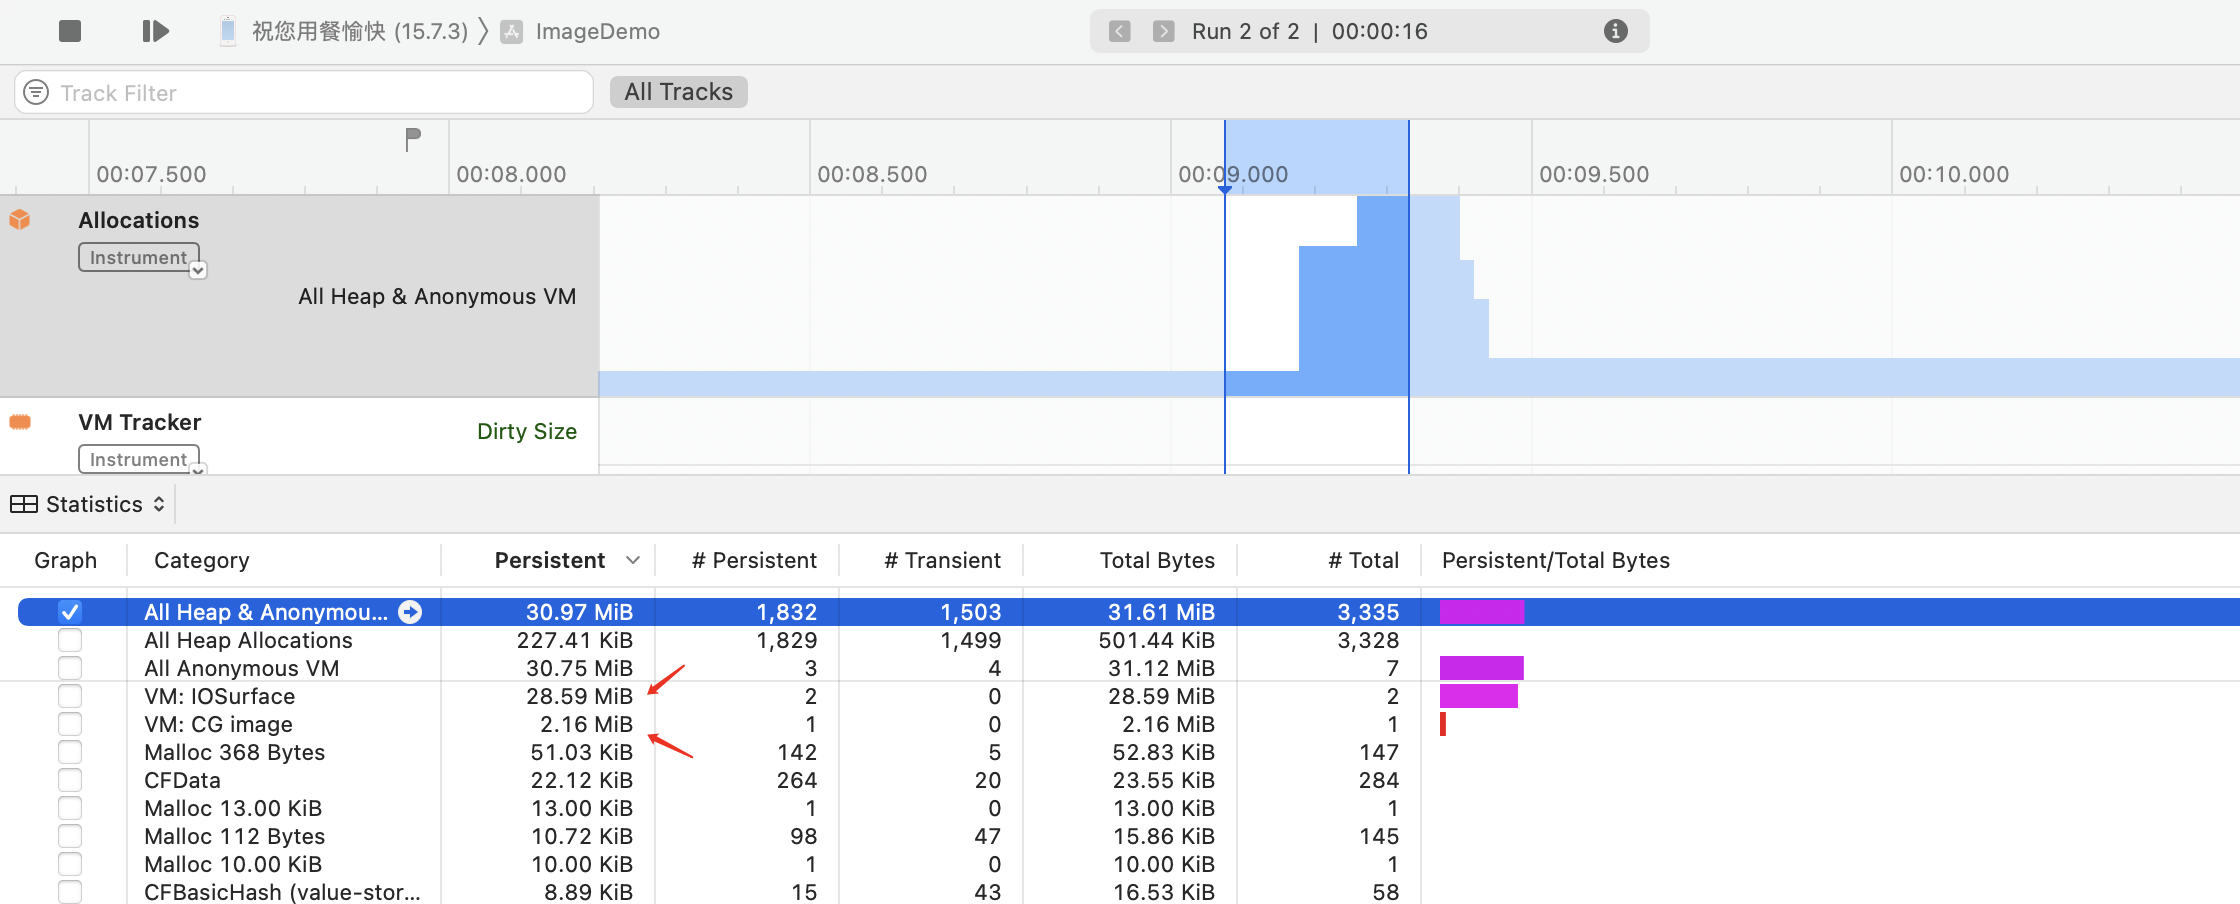 祝您用餐愉快 (15.7.3) ImageDemo Run 2 of 2 | 00:00:16
Track Filter All Tracks
00:07.500 00:08.000 00:08.500 00:09.000 00:09.500 00:10.000
Allocations
Instrument
All Heap & Anonymous VM
VM Tracker
Dirty Size
Instrument
Statistics
Graph Category Persistent # Persistent # Transient Total Bytes # Total Persistent/Total Bytes
All Heap & Anonymou... 30.97 MiB 1,832 1,503 31.61 MiB 3,335
All Heap Allocations 227.41 KiB 1,829 1,499 501.44 KiB 3,328
All Anonymous VM 30.75 MiB 3 4 31.12 MiB 7
VM: IOSurface 28.59 MiB 2 0 28.59 MiB 2
VM: CG image 2.16 MiB 1 0 2.16 MiB 1
Malloc 368 Bytes 51.03 KiB 142 5 52.83 KiB 147
CFData 22.12 KiB 264 20 23.55 KiB 284
Malloc 13.00 KiB 13.00 KiB 1 0 13.00 KiB 1
Malloc 112 Bytes 10.72 KiB 98 47 15.86 KiB 145
Malloc 10.00 KiB 10.00 KiB 1 0 10.00 KiB 1
CFBasicHash (value-stor... 8.89 KiB 15 43 16.53 KiB 58